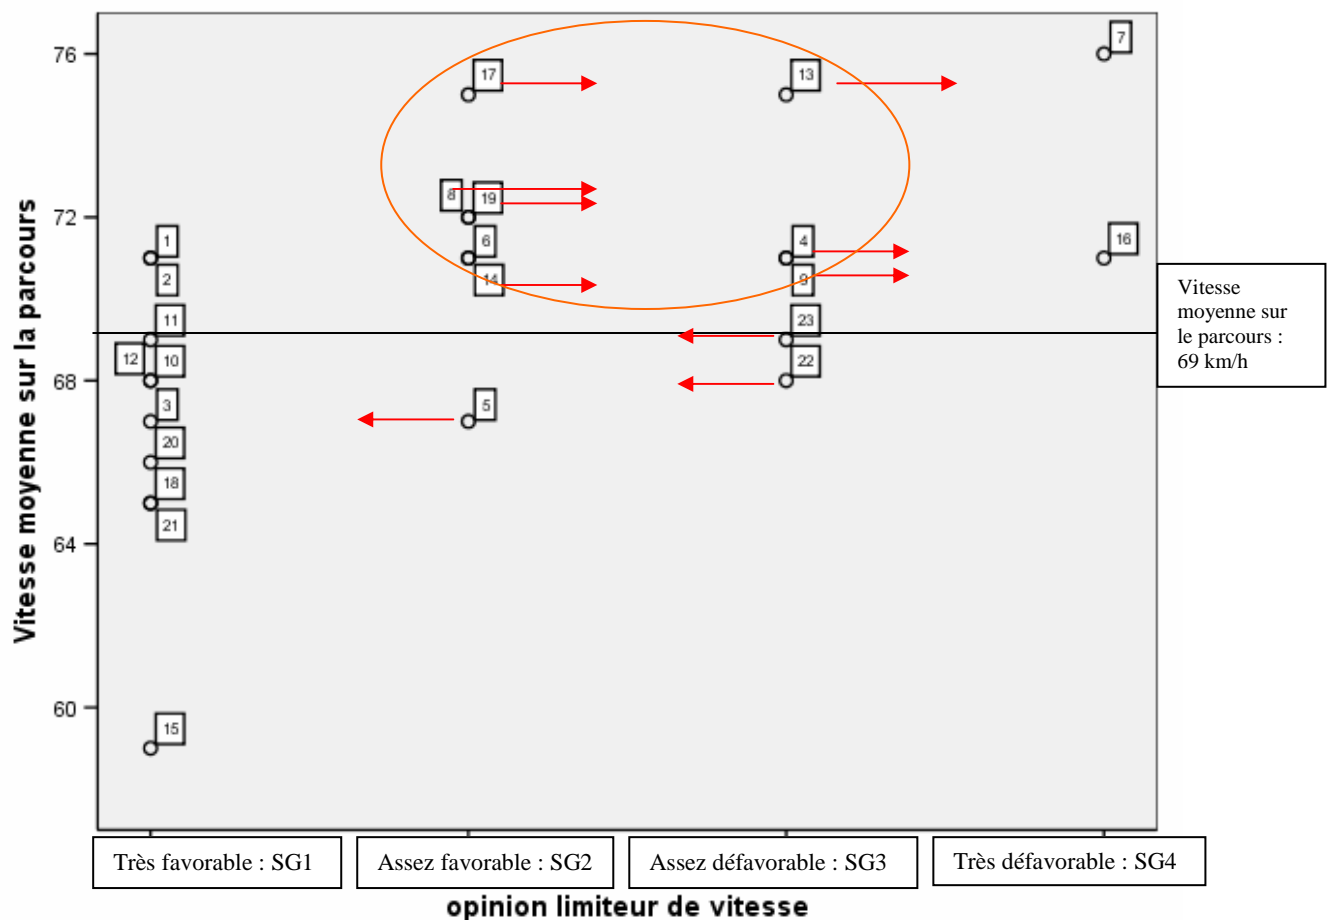 76
72
68
64
60
Vitesse moyenne sur la parcours
7
17
13
8
19
1
6
4
16
2
14
9
11
23
12
10
22
3
5
20
18
21
15
Vitesse
moyenne sur
le parcours :
69 km/h
Très favorable : SG1
Assez favorable : SG2
Assez défavorable : SG3
Très défavorable : SG4
opinion limiteur de vitesse